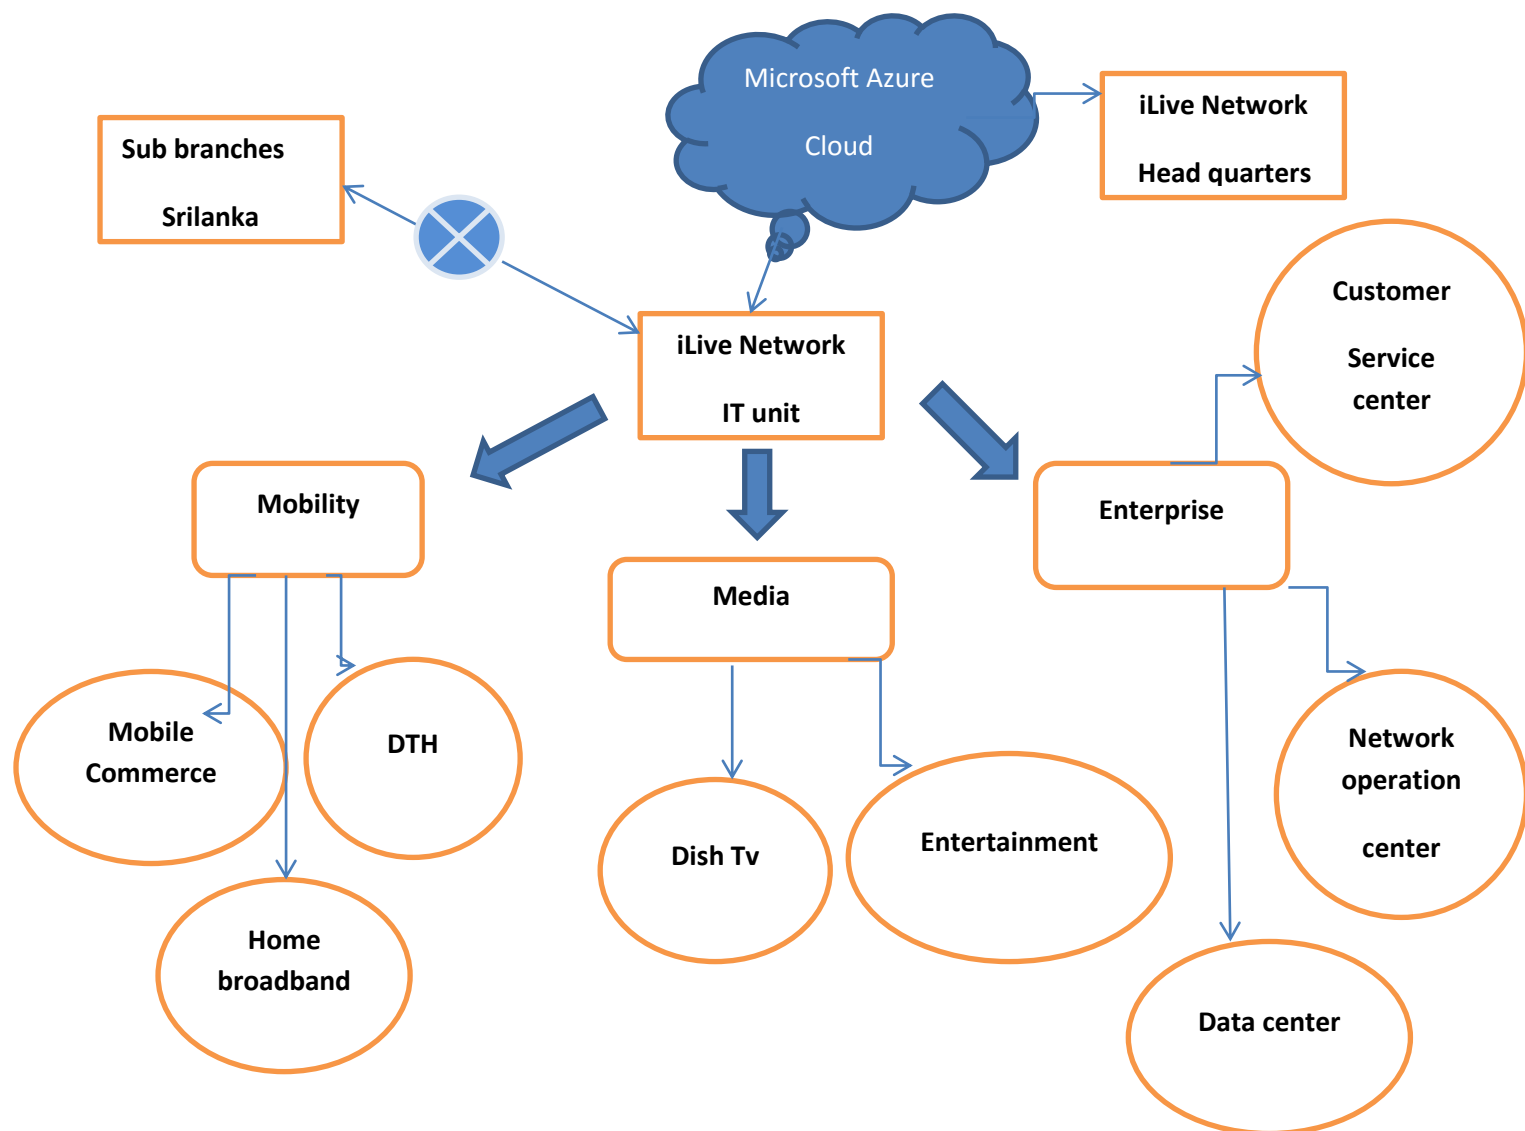 Microsoft Azure
Cloud
iLive Network
Head quarters
Sub branches
Srilanka
Customer
Service
center
iLive Network
IT unit
Mobility
Enterprise
Media
Mobile
Commerce
DTH
Network
operation
center
Dish Tv
Entertainment
Home
broadband
Data center